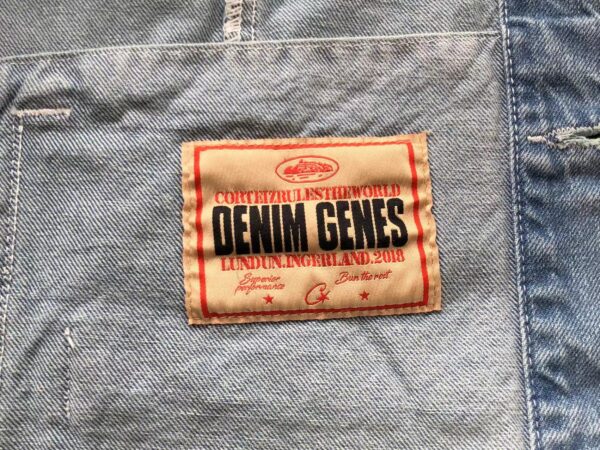 CORTEIZRULESTHEWORLD
DENIM GENES
LUNDUN.INGERLAND.2018
Superior Bun the rest
performance